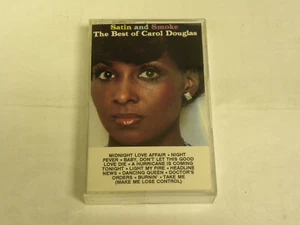 Satin and Smoke
The Best of Carol Douglas
MIDNIGHT LOVE AFFAIR • NIGHT
FEVER • BABY, DON'T LET THIS GOOD
LOVE DIE • A HURRICANE IS COMING
TONIGHT • LIGHT MY FIRE • HEADLINE
NEWS • DANCING QUEEN • DOCTOR'S
ORDERS • BURNIN' • TAKE ME
(MAKE ME LOSE CONTROL)